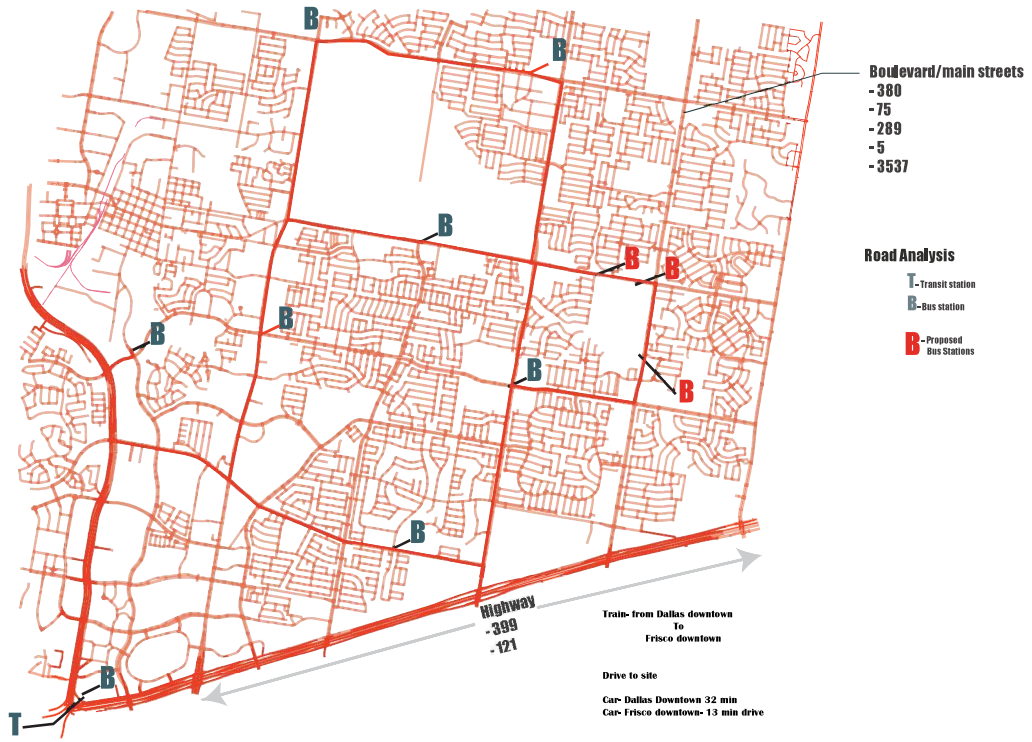 B
B
Boulevard/main streets
- 380
- 75
- 289
- 5
- 3537
B
B
B
Road Analysis
T- Transit station
B- Bus station
B
B
B- Proposed
Bus Stations
B
B
B
Highway
- 399
- 121
Train- from Dallas downtown
To
Frisco downtown
Drive to site
Car- Dallas Downtown 32 min
Car- Frisco downtown- 13 min drive
B
T